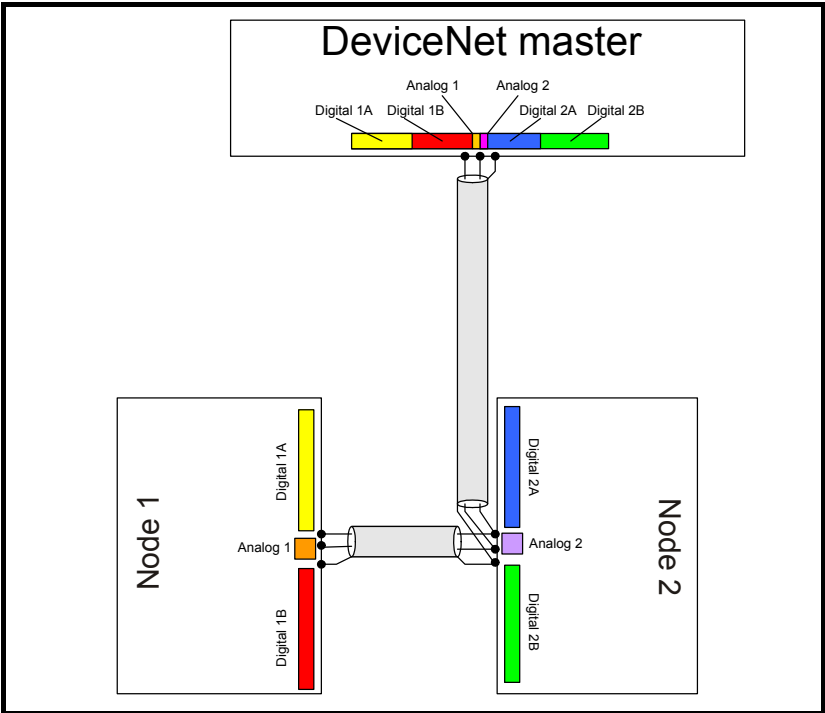 DeviceNet master
Analog 1
Analog 2
Digital 1A
Digital 1B
Digital 2A
Digital 2B
Node 1
Digital 1A
Analog 1
Digital 1B
Digital 2A
Analog 2
Digital 2B
Node 2